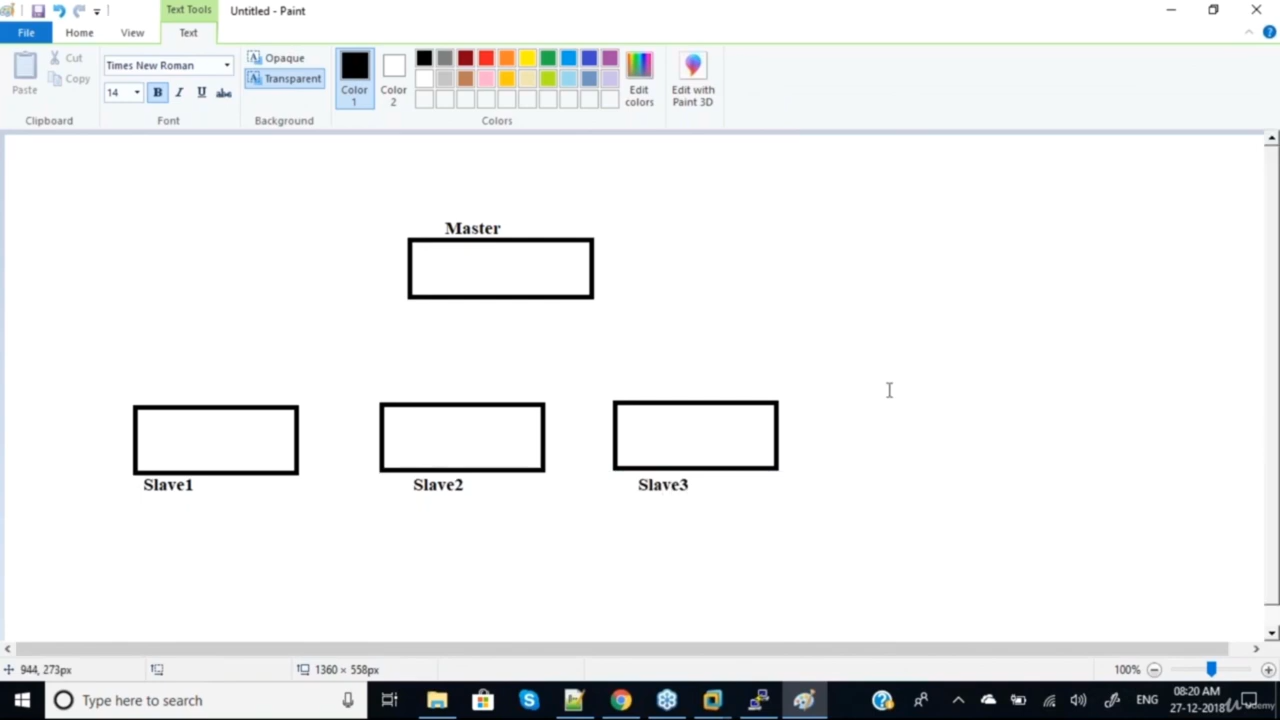 Text Tools
Untitled - Paint
File
Home
View
Text
Paste
Cut
Copy
Clipboard
Times New Roman
14
B
I
U
abc
Font
Opaque
Transparent
Background
Color 1
Color 2
Edit colors
Edit with Paint 3D
Colors
Master
Slave1
Slave2
Slave3
944, 273px
1360 × 558px
100%
Type here to search
ENG
08:20 AM
27-12-2018
Udemy